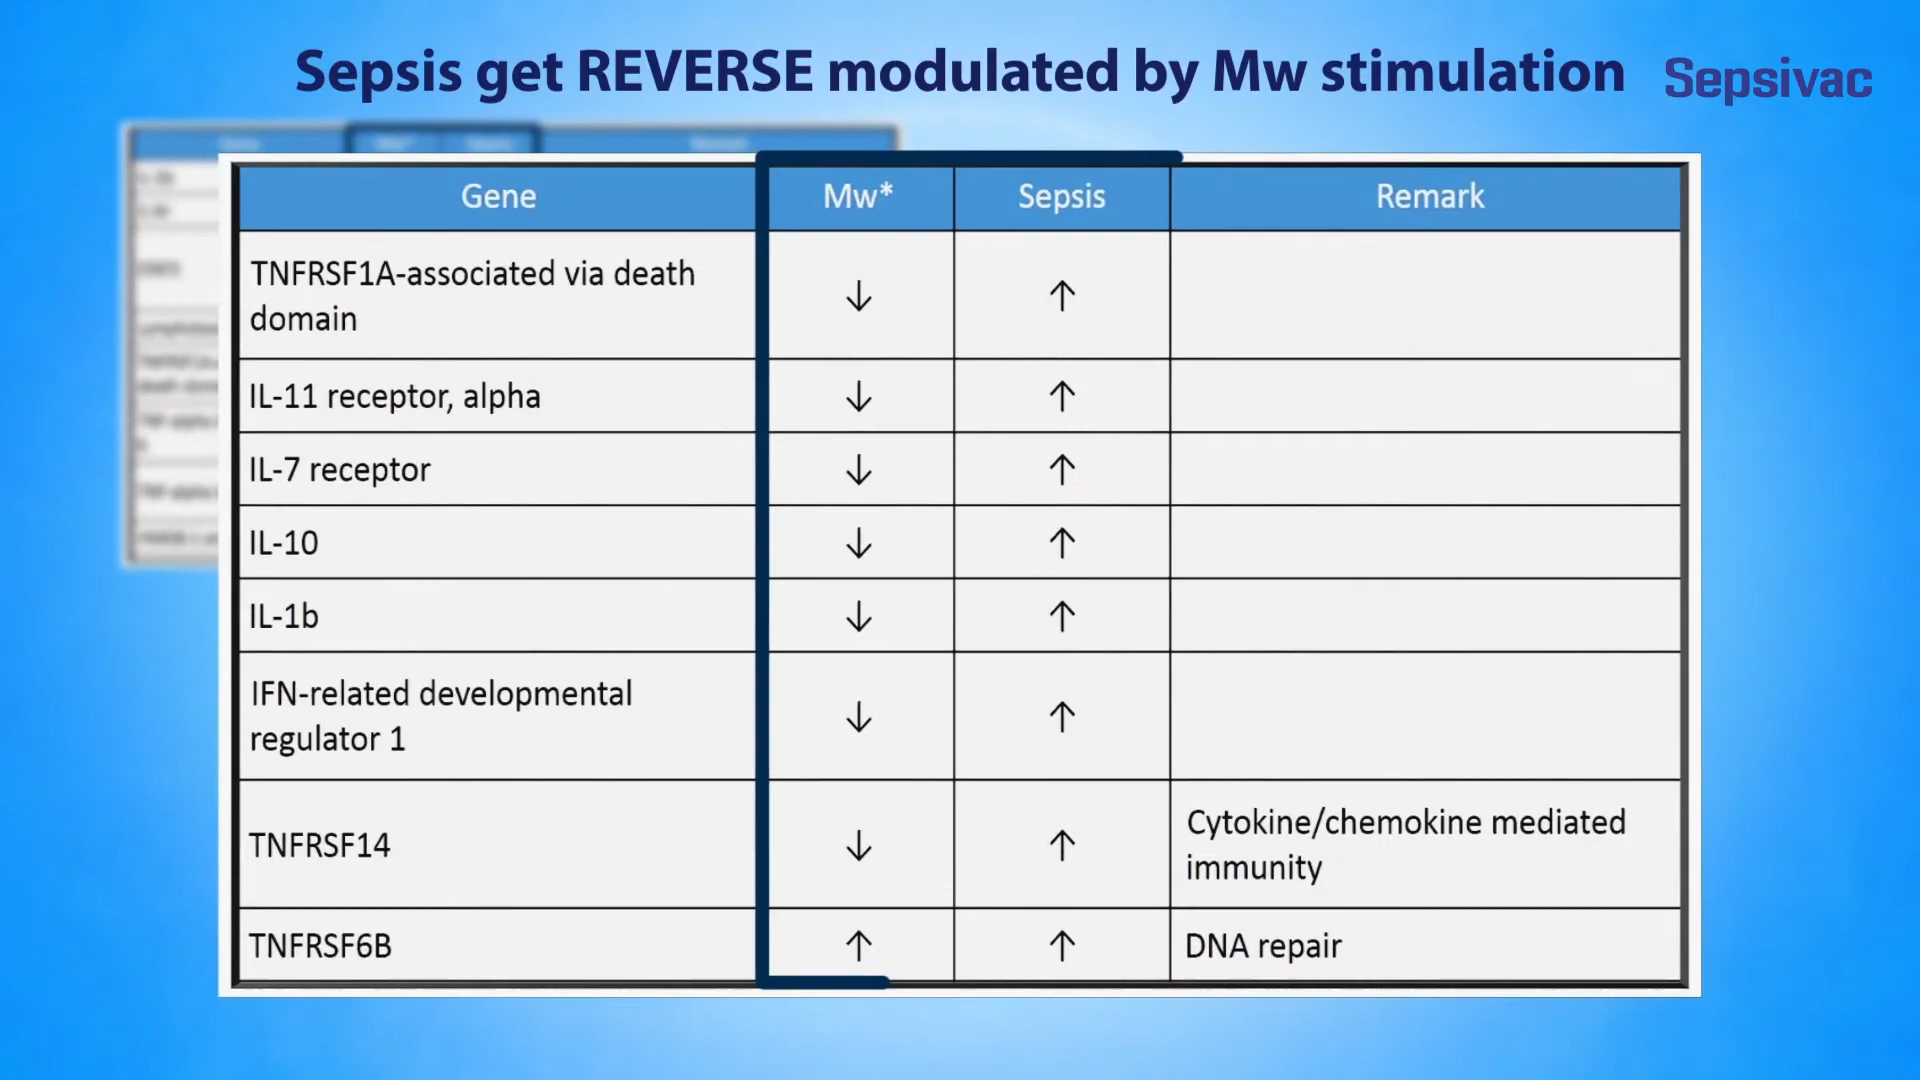 Sepsis get REVERSE modulated by Mw stimulation
Sepsivac
Gene Mw* Sepsis Remark
TNFRSF1A-associated via death
domain
↓ ↑
IL-11 receptor, alpha ↓ ↑
IL-7 receptor ↓ ↑
IL-10 ↓ ↑
IL-1b ↓ ↑
IFN-related developmental
regulator 1
↓ ↑
TNFRSF14 ↓ ↑
Cytokine/chemokine mediated
immunity
TNFRSF6B ↑ ↑ DNA repair